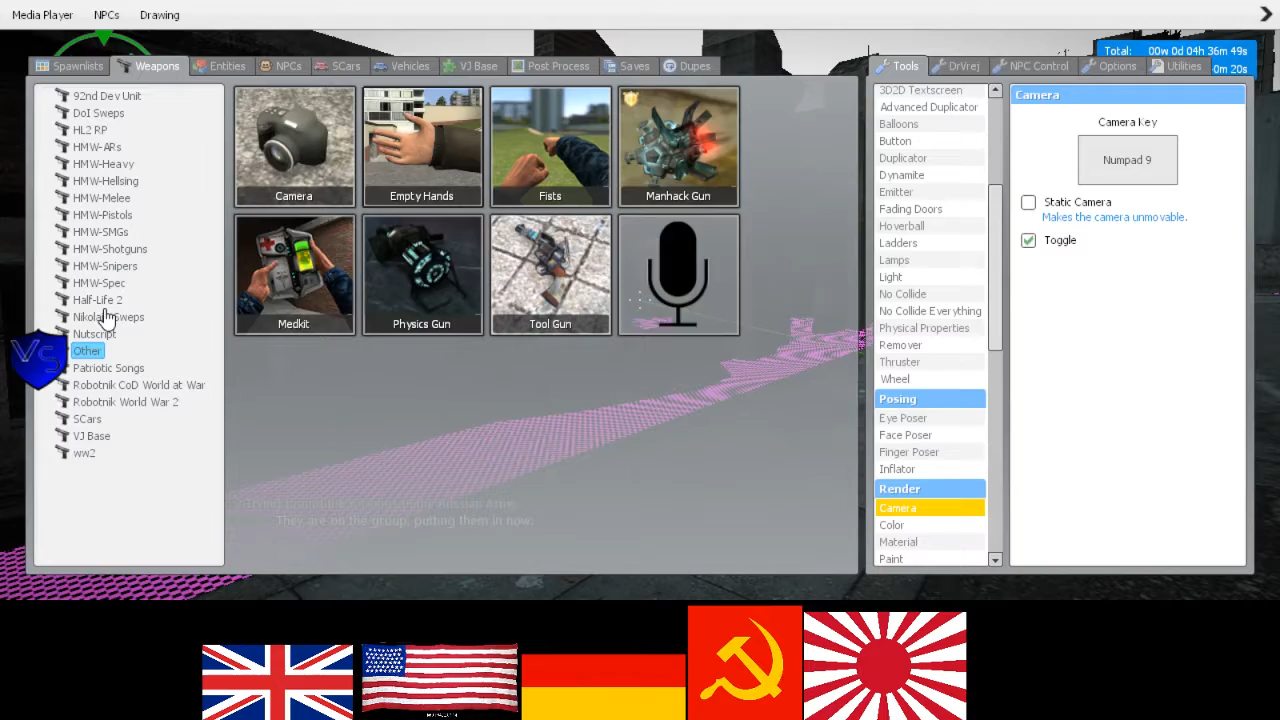 Media Player NPCs Drawing
Total: 00w 0d 04h 36m 49s
0m 20s
Spawnlists Weapons Entities NPCs SCars Vehicles VJ Base Post Process Saves Dupes
Tools DrVrej NPC Control Options Utilities
92nd Dev Unit
DoI Sweps
HL2 RP
HMW-ARs
HMW-Heavy
HMW-Hellsing
HMW-Melee
HMW-Pistols
HMW-SMGs
HMW-Shotguns
HMW-Snipers
HMW-Spec
Half-Life 2
Sweps
Nutscript
Other
Patriotic Songs
Robotnik CoD World at War
Robotnik World War 2
SCars
VJ Base
ww2
VS
Camera
Empty Hands
Fists
Manhack Gun
Medkit
Physics Gun
Tool Gun
They are on the group, putting them in now.
3D2D Textscreen
Advanced Duplicator
Balloons
Button
Duplicator
Dynamite
Emitter
Fading Doors
Hoverball
Ladders
Lamps
Light
No Collide
No Collide Everything
Physical Properties
Remover
Thruster
Wheel
Posing
Eye Poser
Face Poser
Finger Poser
Inflator
Render
Camera
Color
Material
Paint
Camera
Camera Key
Numpad 9
Static Camera
Makes the camera unmovable.
Toggle